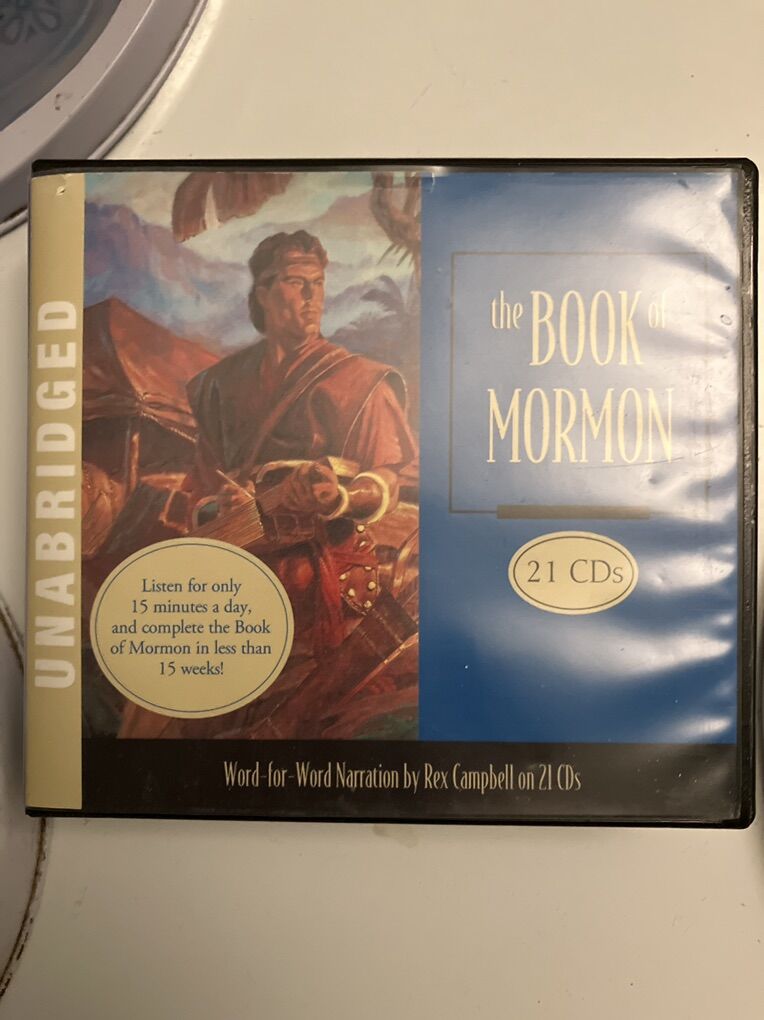 UNABRIDGED
the BOOK of
MORMON
21 CDs
Listen for only
15 minutes a day,
and complete the Book
of Mormon in less than
15 weeks!
Word-for-Word Narration by Rex Campbell on 21 CDs